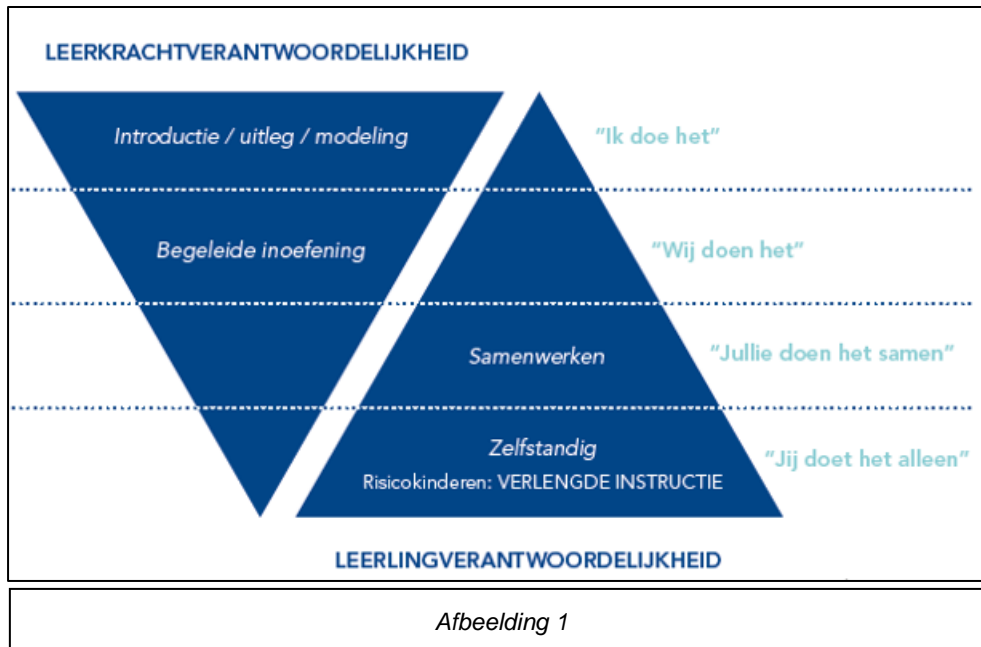 LEERKRACHTVERANTWOORDELIJKHEID
Introductie / uitleg / modeling
"Ik doe het"
Begeleide inoefening
"Wij doen het"
Samenwerken
"Jullie doen het samen"
Zelfstandig
Risicokinderen: VERLENGDE INSTRUCTIE
"Jij doet het alleen"
LEERLINGVERANTWOORDELIJKHEID
Afbeelding 1